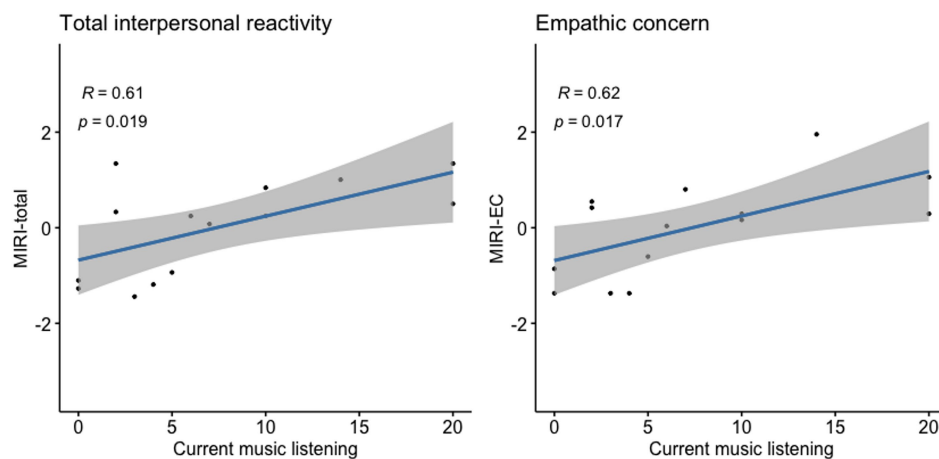 Total interpersonal reactivity
R = 0.61
p = 0.019
MIRI-total
2
0
-2
0 5 10 15 20
Current music listening
Empathic concern
R = 0.62
p = 0.017
MIRI-EC
2
0
-2
0 5 10 15 20
Current music listening